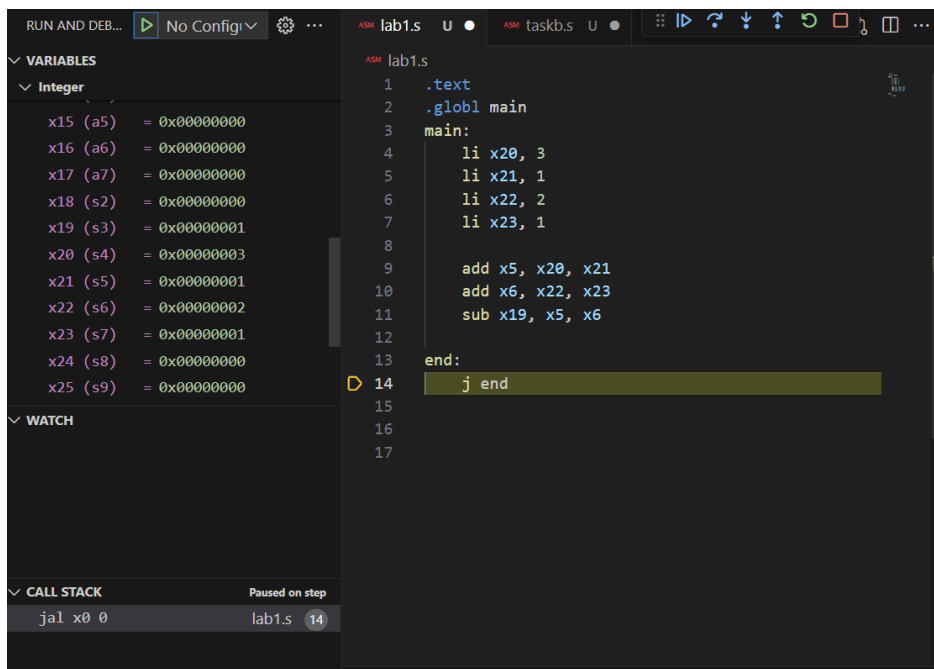 RUN AND DEB... No Config
VARIABLES
Integer
x15 (a5) = 0x00000000
x16 (a6) = 0x00000000
x17 (a7) = 0x00000000
x18 (s2) = 0x00000000
x19 (s3) = 0x00000001
x20 (s4) = 0x00000003
x21 (s5) = 0x00000001
x22 (s6) = 0x00000002
x23 (s7) = 0x00000001
x24 (s8) = 0x00000000
x25 (s9) = 0x00000000
WATCH
CALL STACK Paused on step
jal x0 0 lab1.s 14
ASM lab1.s U ASM taskb.s U
ASM lab1.s
1 .text
2 .globl main
3 main:
4 li x20, 3
5 li x21, 1
6 li x22, 2
7 li x23, 1
8
9 add x5, x20, x21
10 add x6, x22, x23
11 sub x19, x5, x6
12
13 end:
14 j end
15
16
17